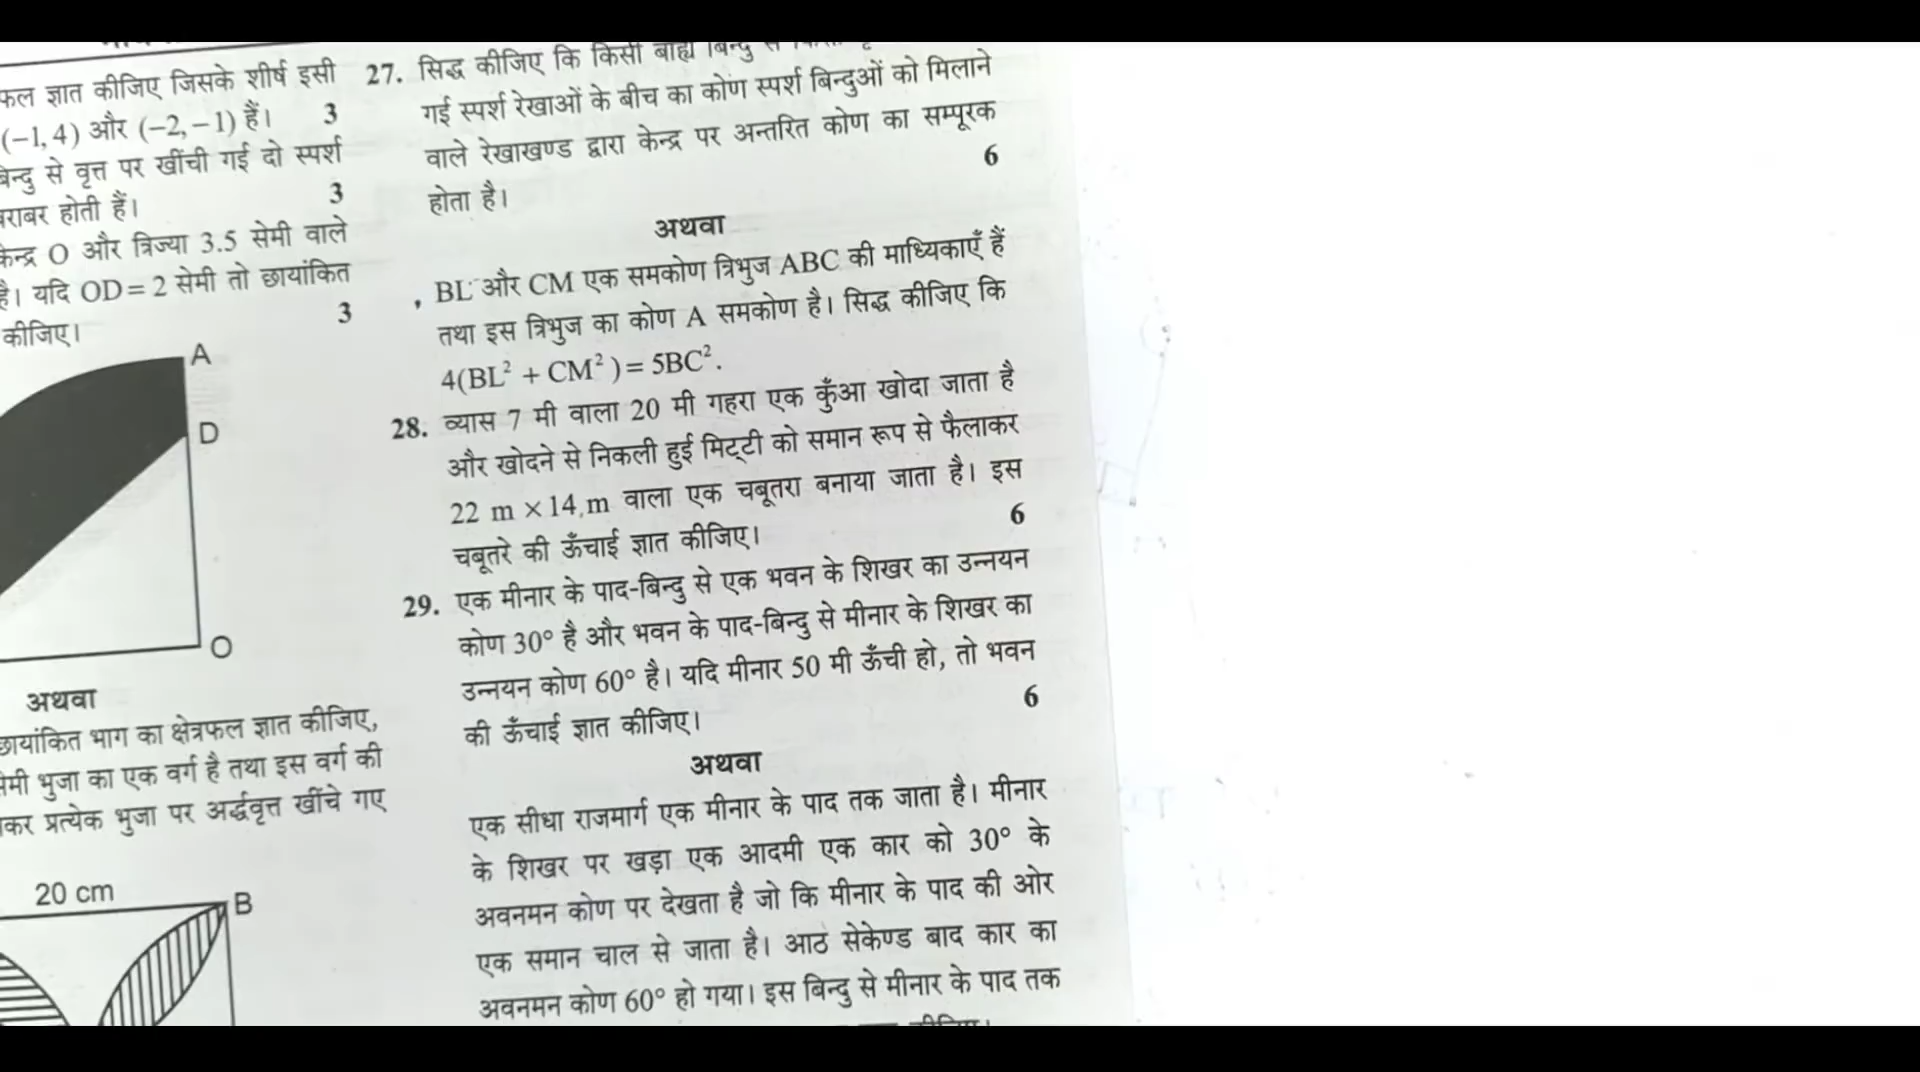 फल ज्ञात कीजिए जिसके शीर्ष इसी
(−1, 4) और (−2, −1) हैं। 3
बिन्दु से वृत्त पर खींची गई दो स्पर्श
बराबर होती हैं। 3
केन्द्र O और त्रिज्या 3.5 सेमी वाले
है। यदि OD = 2 सेमी तो छायांकित
कीजिए। 3
A
D
O
अथवा
छायांकित भाग का क्षेत्रफल ज्ञात कीजिए,
सेमी भुजा का एक वर्ग है तथा इस वर्ग की
कर प्रत्येक भुजा पर अर्द्धवृत्त खींचे गए
20 cm
B
27. सिद्ध कीजिए कि किसी बाह्य बिन्दु से
गई स्पर्श रेखाओं के बीच का कोण स्पर्श बिन्दुओं को मिलाने
वाले रेखाखण्ड द्वारा केन्द्र पर अन्तरित कोण का सम्पूरक
होता है। 6
अथवा
BL और CM एक समकोण त्रिभुज ABC की माध्यिकाएँ हैं
तथा इस त्रिभुज का कोण A समकोण है। सिद्ध कीजिए कि
4(BL² + CM²) = 5BC².
28. व्यास 7 मी वाला 20 मी गहरा एक कुँआ खोदा जाता है
और खोदने से निकली हुई मिट्टी को समान रूप से फैलाकर
22 m × 14 m वाला एक चबूतरा बनाया जाता है। इस
चबूतरे की ऊँचाई ज्ञात कीजिए। 6
29. एक मीनार के पाद-बिन्दु से एक भवन के शिखर का उन्नयन
कोण 30° है और भवन के पाद-बिन्दु से मीनार के शिखर का
उन्नयन कोण 60° है। यदि मीनार 50 मी ऊँची हो, तो भवन
की ऊँचाई ज्ञात कीजिए। 6
अथवा
एक सीधा राजमार्ग एक मीनार के पाद तक जाता है। मीनार
के शिखर पर खड़ा एक आदमी एक कार को 30° के
अवनमन कोण पर देखता है जो कि मीनार के पाद की ओर
एक समान चाल से जाता है। आठ सेकेण्ड बाद कार का
अवनमन कोण 60° हो गया। इस बिन्दु से मीनार के पाद तक